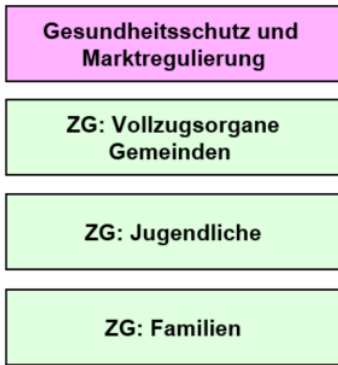 Gesundheitsschutz und
Marktregulierung
ZG: Vollzugsorgane
Gemeinden
ZG: Jugendliche
ZG: Familien